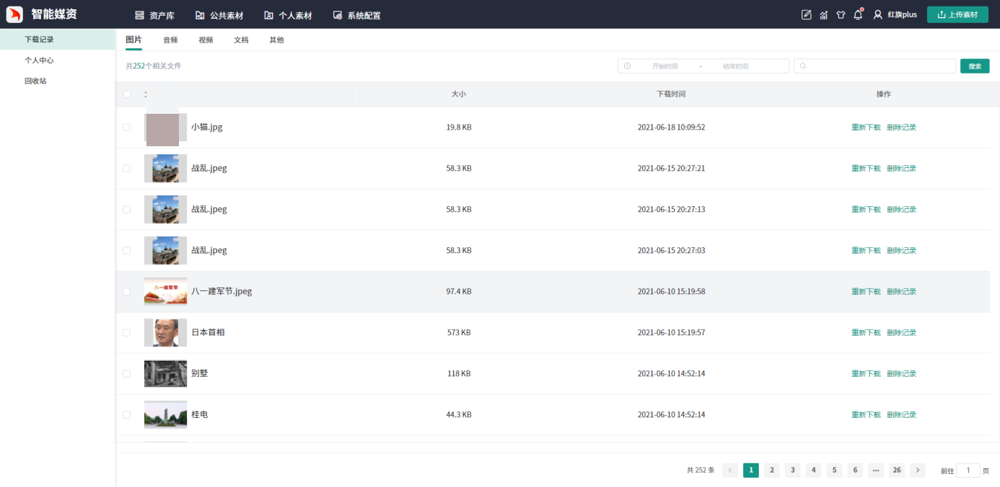 智能媒资 资产库 公共素材 个人素材 系统配置 红旗plus 上传素材
下载记录 图片 音频 视频 文档 其他
个人中心 共252个相关文件 开始时间 - 结束时间 搜索
回收站
大小 下载时间 操作
小猫.jpg 19.8 KB 2021-06-18 10:09:52 重新下载 删除记录
战乱.jpeg 58.3 KB 2021-06-15 20:27:21 重新下载 删除记录
战乱.jpeg 58.3 KB 2021-06-15 20:27:13 重新下载 删除记录
战乱.jpeg 58.3 KB 2021-06-15 20:27:03 重新下载 删除记录
八一建军节 八一建军节.jpeg 97.4 KB 2021-06-10 15:19:58 重新下载 删除记录
日本首相 573 KB 2021-06-10 15:19:57 重新下载 删除记录
别墅 118 KB 2021-06-10 14:52:14 重新下载 删除记录
桂电 44.3 KB 2021-06-10 14:52:14 重新下载 删除记录
共 252 条 < 1 2 3 4 5 6 ··· 26 > 前往 1 页